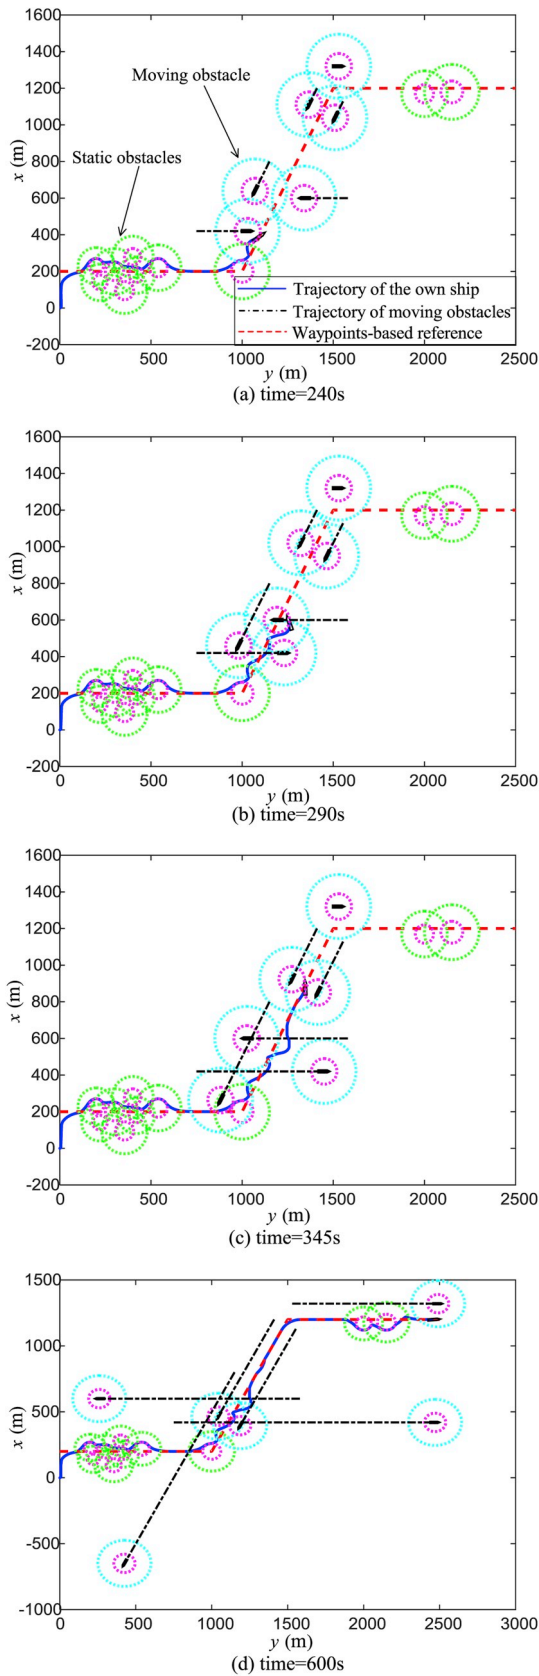 1600
1400
1200
1000
800
600
400
200
0
-200
x (m)
Moving obstacle
Static obstacles
Trajectory of the own ship
Trajectory of moving obstacles
Waypoints-based reference
0 500 1000 1500 2000 2500
y (m)
(a) time=240s
1600
1400
1200
1000
800
600
400
200
0
-200
x (m)
0 500 1000 1500 2000 2500
y (m)
(b) time=290s
1600
1400
1200
1000
800
600
400
200
0
-200
x (m)
0 500 1000 1500 2000 2500
y (m)
(c) time=345s
1500
1000
500
0
-500
-1000
x (m)
0 500 1000 1500 2000 2500 3000
y (m)
(d) time=600s